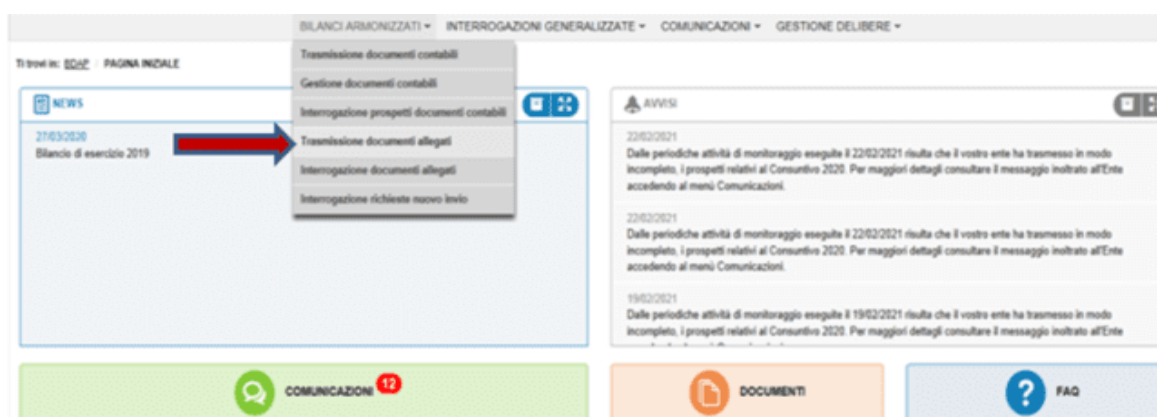 BILANCI ARMONIZZATI INTERROGAZIONI GENERALIZZATE COMUNICAZIONI GESTIONE DELIBERE
Ti trovi in: BDAP / PAGINA INIZIALE
Trasmissione documenti contabili
Gestione documenti contabili
Interrogazione prospetti documenti contabili
Trasmissione documenti allegati
Interrogazione documenti allegati
Interrogazione richieste nuovo invio
NEWS
27/03/2020
Bilancio di esercizio 2019
AVVISI
22/02/2021
Dalle periodiche attività di monitoraggio eseguite il 22/02/2021 risulta che il vostro ente ha trasmesso in modo
incompleto, i prospetti relativi al Consuntivo 2020. Per maggiori dettagli consultare il messaggio inoltrato all'Ente
accedendo al menù Comunicazioni.
22/02/2021
Dalle periodiche attività di monitoraggio eseguite il 22/02/2021 risulta che il vostro ente ha trasmesso in modo
incompleto, i prospetti relativi al Consuntivo 2020. Per maggiori dettagli consultare il messaggio inoltrato all'Ente
accedendo al menù Comunicazioni.
19/02/2021
Dalle periodiche attività di monitoraggio eseguite il 19/02/2021 risulta che il vostro ente ha trasmesso in modo
incompleto, i prospetti relativi al Consuntivo 2020. Per maggiori dettagli consultare il messaggio inoltrato all'Ente
COMUNICAZIONI 12
DOCUMENTI
? FAQ